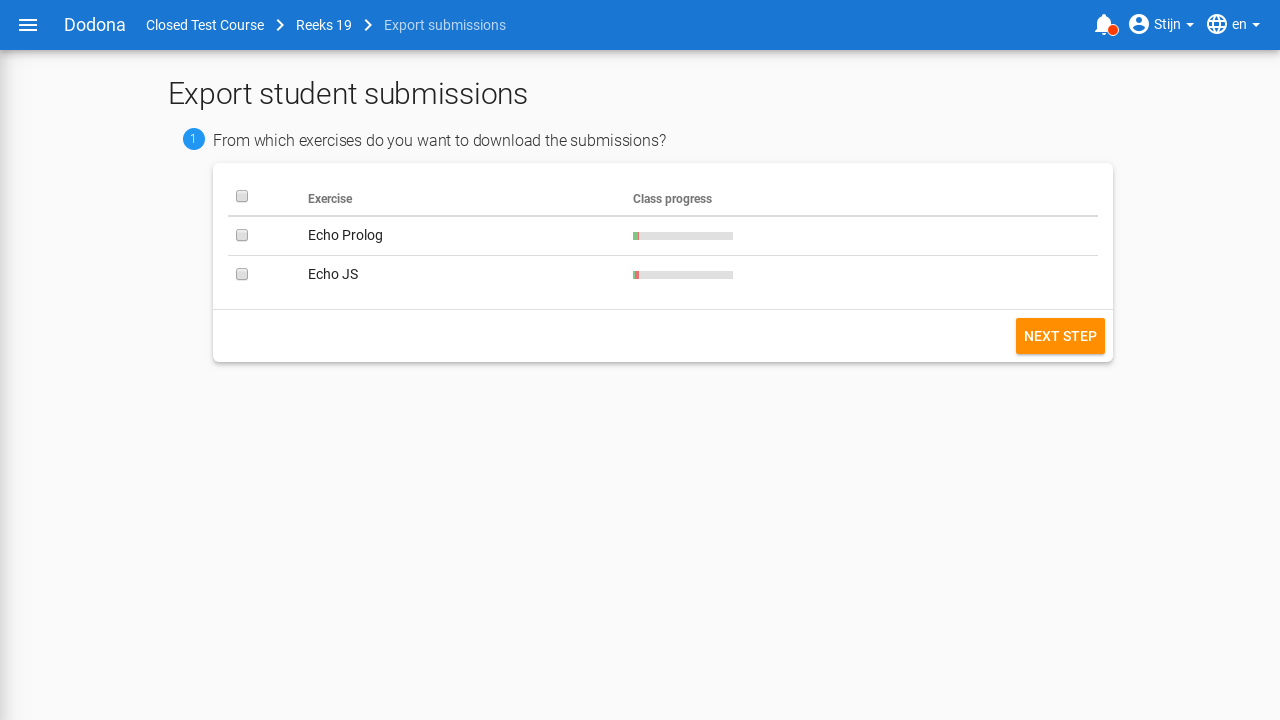 Dodona Closed Test Course Reeks 19 Export submissions Stijn en
Export student submissions
1 From which exercises do you want to download the submissions?
Exercise Class progress
Echo Prolog
Echo JS
NEXT STEP